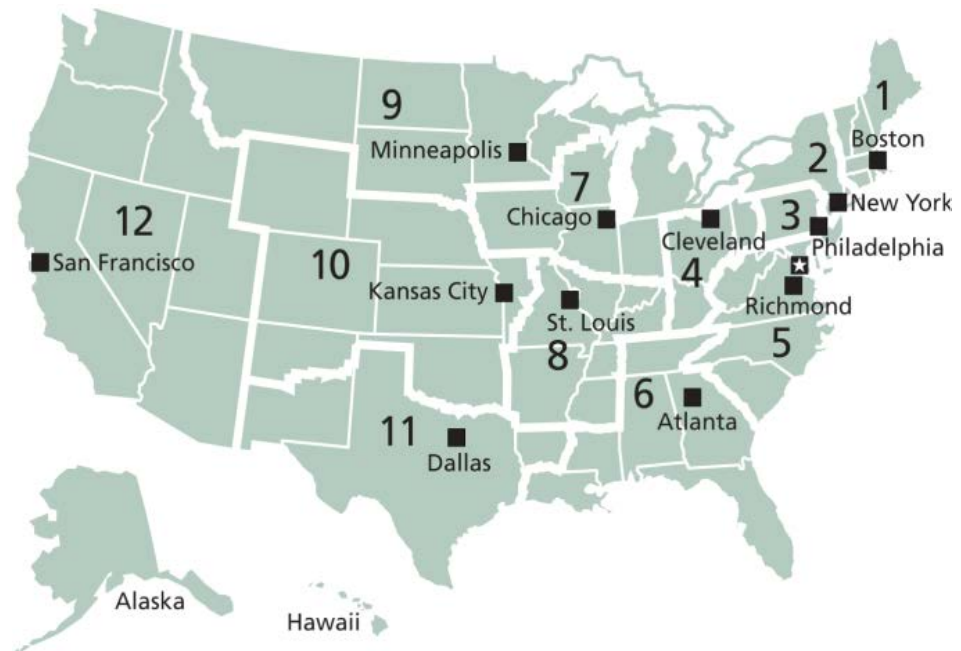 1
Boston
9
2
Minneapolis
7
New York
12
3
Chicago
Cleveland
Philadelphia
San Francisco
10
4
Kansas City
Richmond
St. Louis
5
8
6
Atlanta
11
Dallas
Alaska
Hawaii